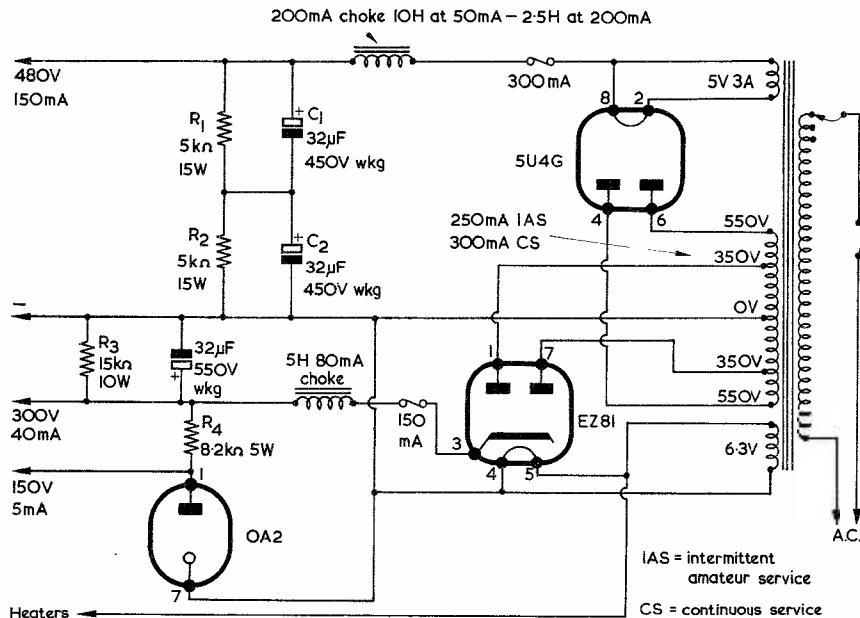 200mA choke 10H at 50mA – 2·5H at 200mA
480V
150mA
300mA
5V 3A
R1
5kΩ
15W
+
C1
32µF
450V wkg
8
2
5U4G
4
6
R2
5kΩ
15W
+
C2
32µF
450V wkg
250mA IAS
300mA CS
550V
350V
0V
350V
550V
–
R3
15kΩ
10W
32µF
550V
wkg
+
5H 80mA
choke
1
7
EZ81
150
mA
3
4
5
6·3V
300V
40mA
R4
8·2kΩ 5W
150V
5mA
1
OA2
7
A.C.
IAS = intermittent
amateur service
CS = continuous service
Heaters